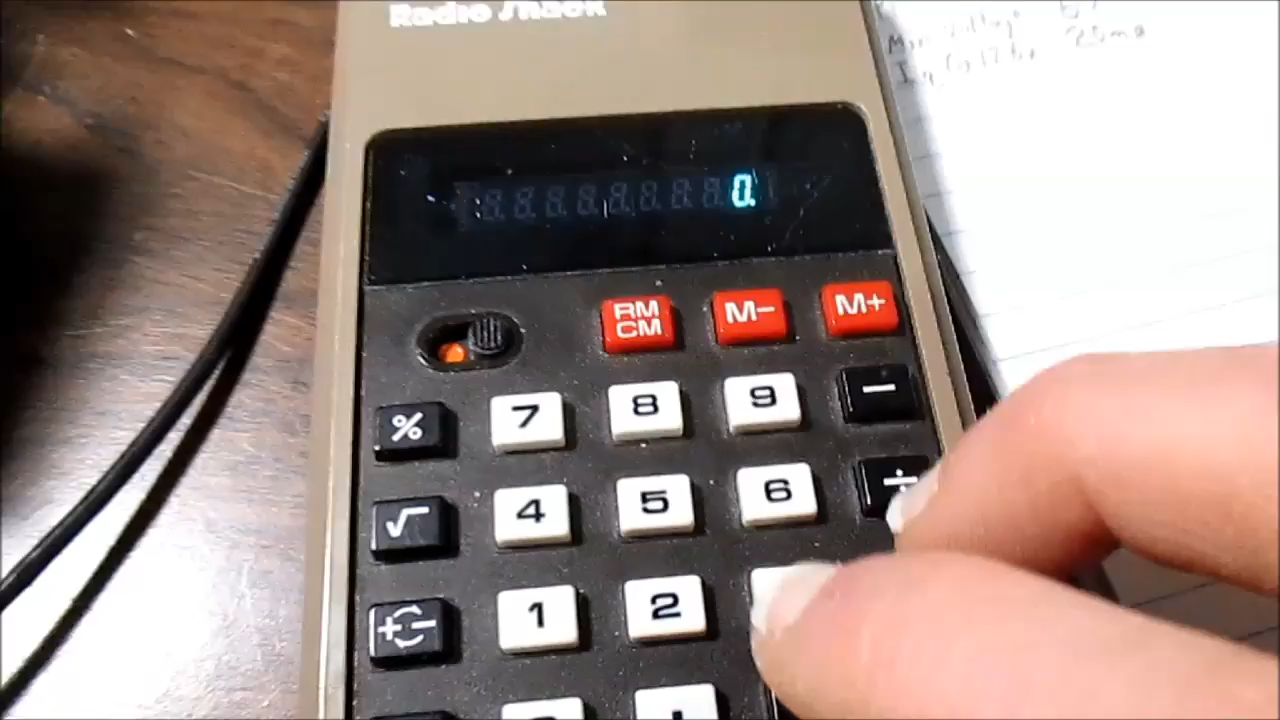 Radio Shack
0.
RM
CM
M−
M+
% 7 8 9 −
√ 4 5 6 ÷
+− 1 2